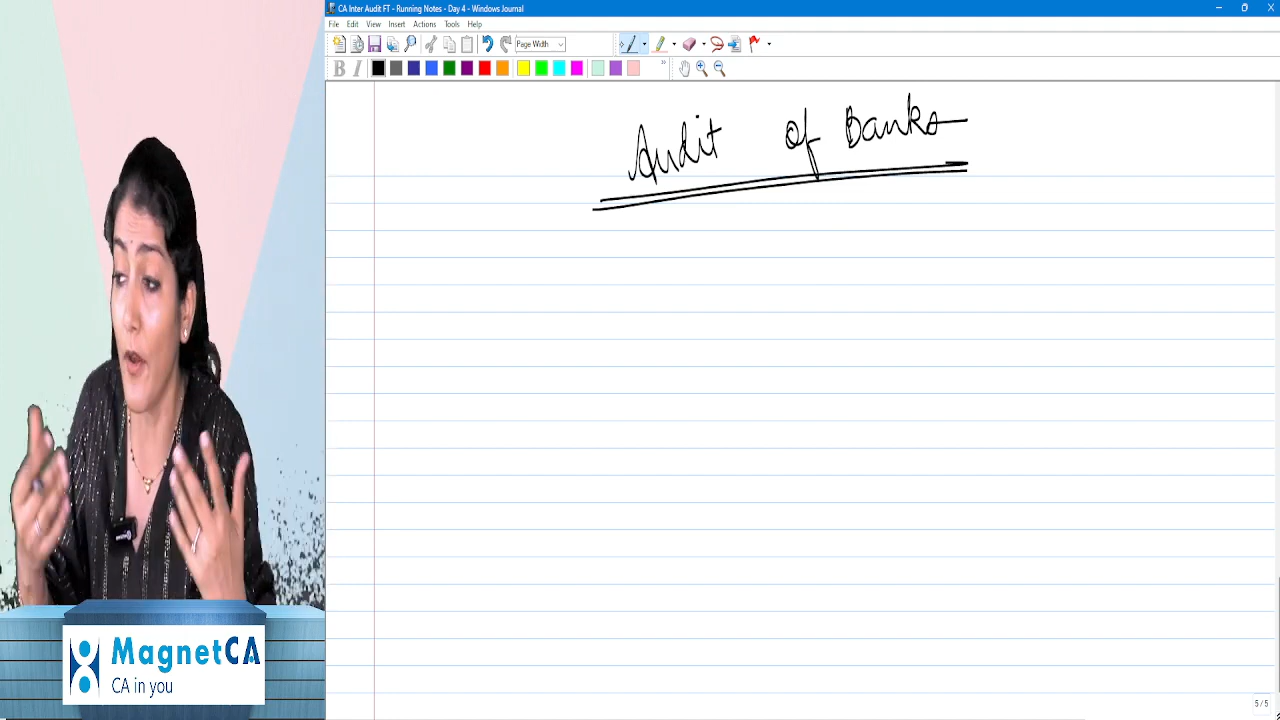 CA Inter Audit FT - Running Notes - Day 4 - Windows Journal
File Edit View Insert Actions Tools Help
Page Width
B I
Audit of Banks
MagnetCA
CA in you
5/5